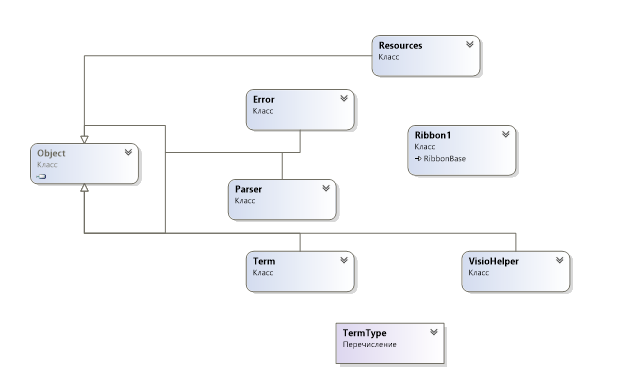 Resources
Класс
Error
Класс
Ribbon1
Класс
RibbonBase
Object
Класс
Parser
Класс
Term
Класс
VisioHelper
Класс
TermType
Перечисление